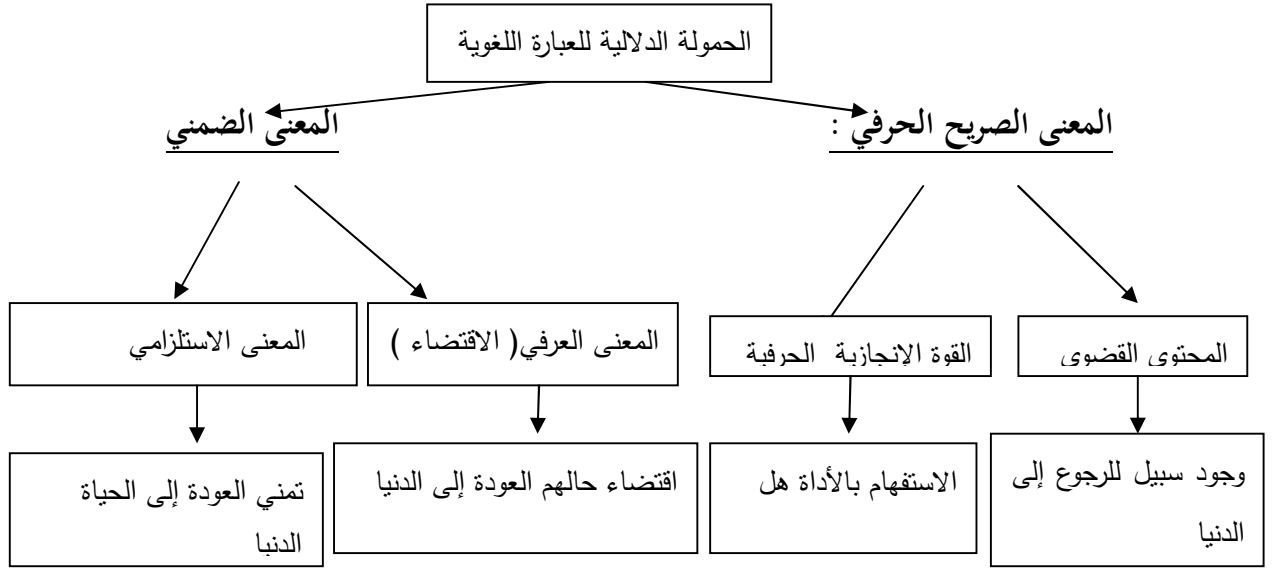 الحمولة الدلالية للعبارة اللغوية
المعنى الصريح الحرفي :
المعنى الضمني
المحتوى القضوي
القوة الإنجازية الحرفية
المعنى العرفي( الاقتضاء )
المعنى الاستلزامي
وجود سبيل للرجوع إلى
الدنيا
الاستفهام بالأداة هل
اقتضاء حالهم العودة إلى الدنيا
تمني العودة إلى الحياة
الدنيا